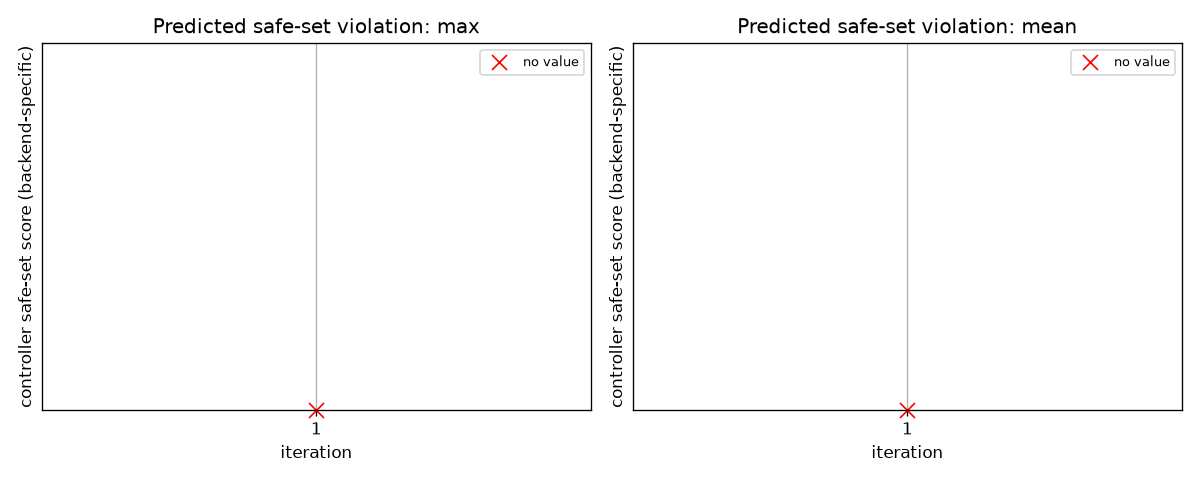 Predicted safe-set violation: max
controller safe-set score (backend-specific)
no value
1
iteration
Predicted safe-set violation: mean
controller safe-set score (backend-specific)
no value
1
iteration